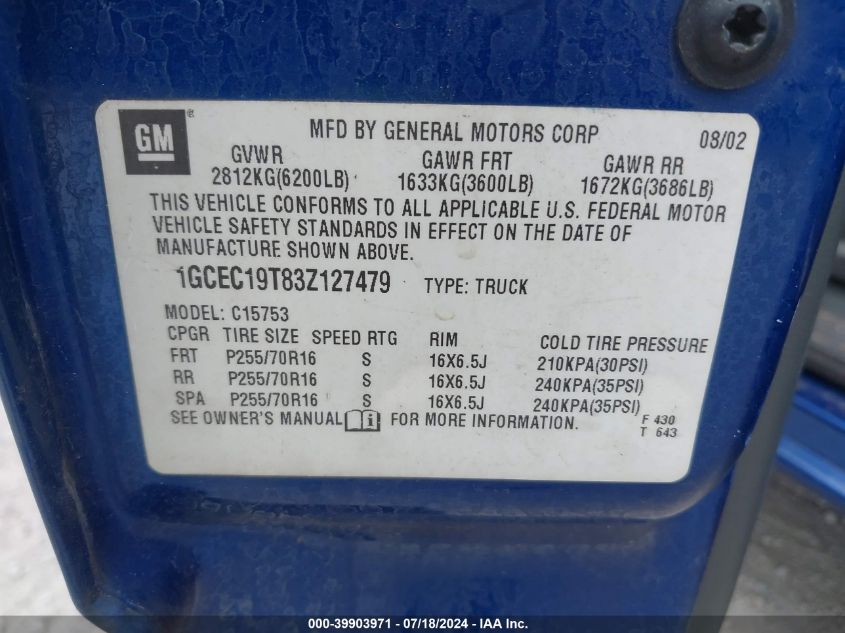 GM®
MFD BY GENERAL MOTORS CORP 08/02
GVWR GAWR FRT GAWR RR
2812KG(6200LB) 1633KG(3600LB) 1672KG(3686LB)
THIS VEHICLE CONFORMS TO ALL APPLICABLE U.S. FEDERAL MOTOR
VEHICLE SAFETY STANDARDS IN EFFECT ON THE DATE OF
MANUFACTURE SHOWN ABOVE.
1GCEC19T83Z127479 TYPE: TRUCK
MODEL: C15753
CPGR TIRE SIZE SPEED RTG RIM COLD TIRE PRESSURE
FRT P255/70R16 S 16X6.5J 210KPA(30PSI)
RR P255/70R16 S 16X6.5J 240KPA(35PSI)
SPA P255/70R16 S 16X6.5J 240KPA(35PSI)
SEE OWNER'S MANUAL i FOR MORE INFORMATION. F 430
T 643
000-39903971 / 07/18/2024 - IAA Inc.